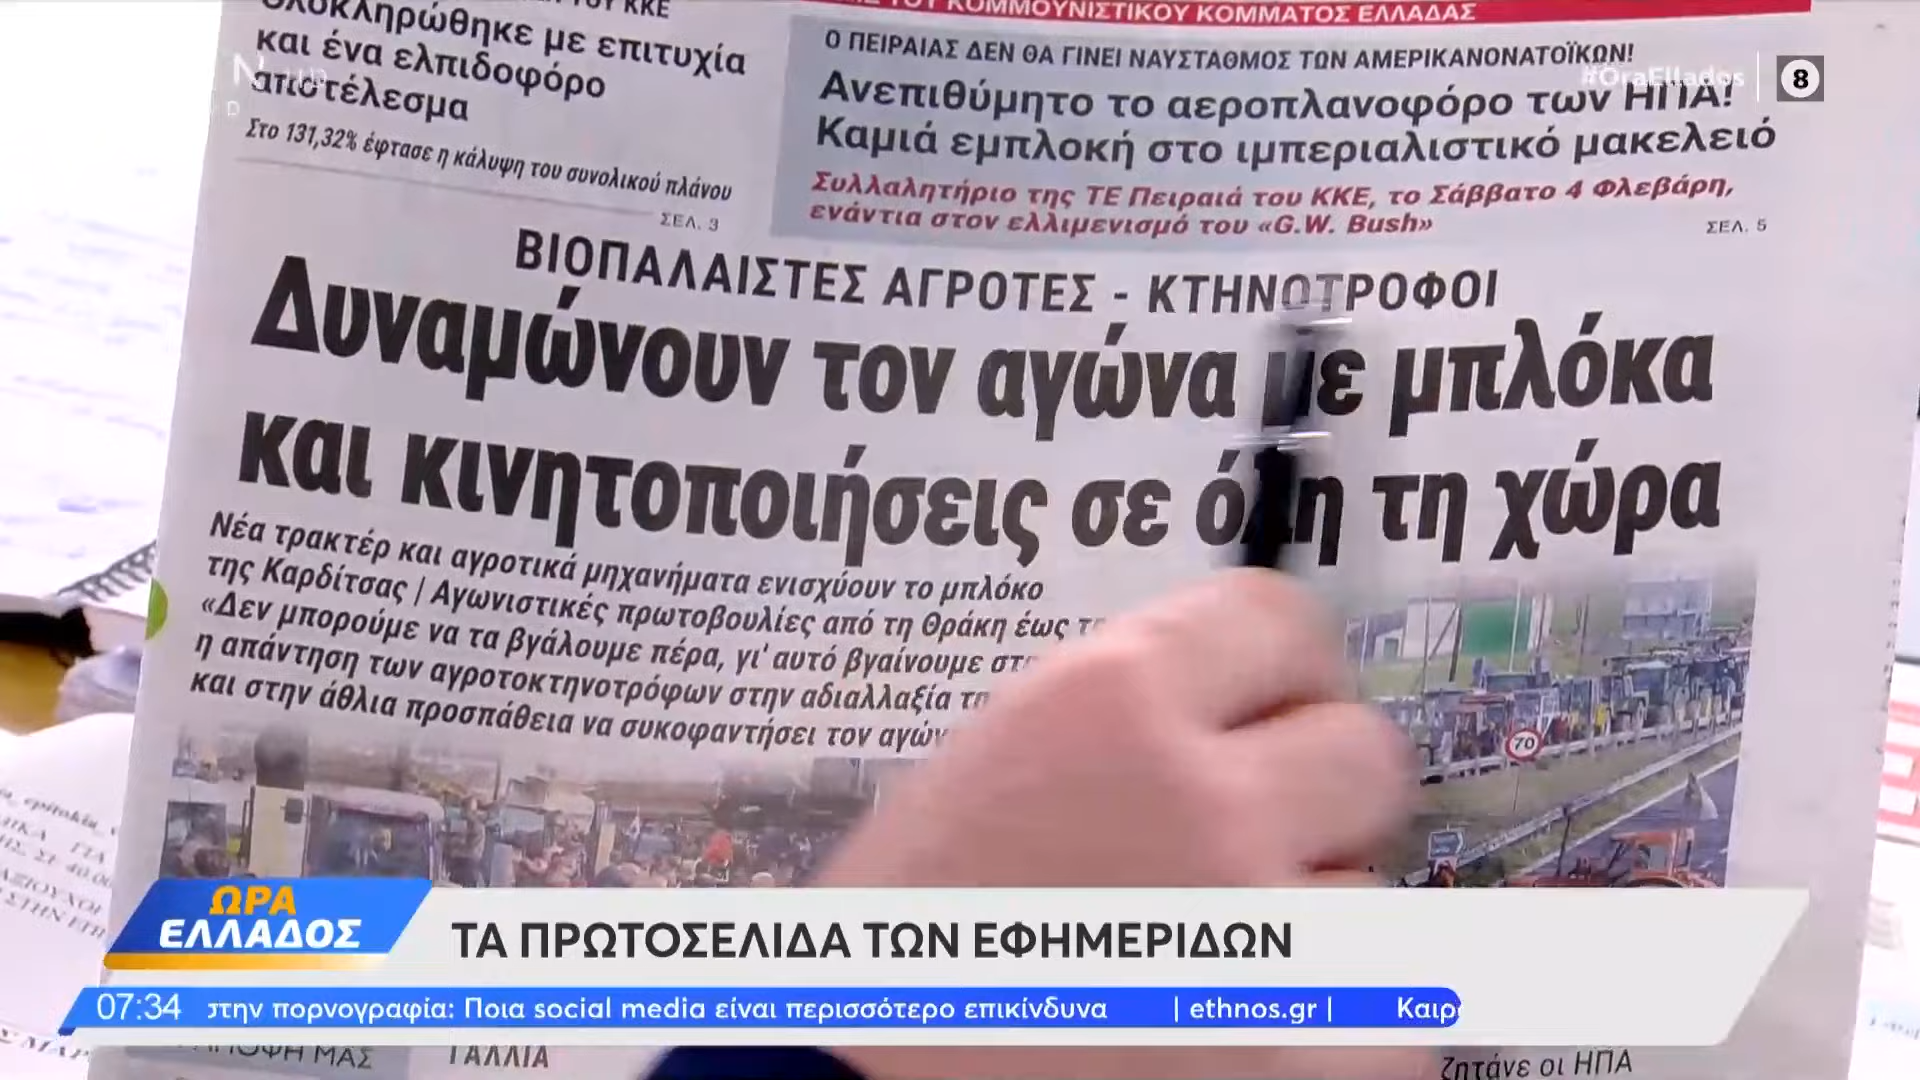 ΤΟΥ ΚΚΕ
ολοκληρώθηκε με επιτυχία
και ένα ελπιδοφόρο
αποτέλεσμα
Στο 131,32% έφτασε η κάλυψη του συνολικού πλάνου
ΣΕΛ. 3
ΤΟΥ ΚΟΜΜΟΥΝΙΣΤΙΚΟΥ ΚΟΜΜΑΤΟΣ ΕΛΛΑΔΑΣ
Ο ΠΕΙΡΑΙΑΣ ΔΕΝ ΘΑ ΓΙΝΕΙ ΝΑΥΣΤΑΘΜΟΣ ΤΩΝ ΑΜΕΡΙΚΑΝΟΝΑΤΟΪΚΩΝ!
Ανεπιθύμητο το αεροπλανοφόρο των ΗΠΑ!
Καμιά εμπλοκή στο ιμπεριαλιστικό μακελειό
Συλλαλητήριο της ΤΕ Πειραιά του ΚΚΕ, το Σάββατο 4 Φλεβάρη,
ενάντια στον ελλιμενισμό του «G.W. Bush»
ΣΕΛ. 5
#OraEllados
8
ΒΙΟΠΑΛΑΙΣΤΕΣ ΑΓΡΟΤΕΣ - ΚΤΗΝΟΤΡΟΦΟΙ
Δυναμώνουν τον αγώνα με μπλόκα
και κινητοποιήσεις σε όλη τη χώρα
Νέα τρακτέρ και αγροτικά μηχανήματα ενισχύουν το μπλόκο
της Καρδίτσας | Αγωνιστικές πρωτοβουλίες από τη Θράκη έως
«Δεν μπορούμε να τα βγάλουμε πέρα, γι' αυτό βγαίνουμε
η απάντηση των αγροτοκτηνοτρόφων στην αδιαλλαξία
και στην άθλια προσπάθεια να συκοφαντήσει τον
70
ΩΡΑ
ΕΛΛΑΔΟΣ
ΤΑ ΠΡΩΤΟΣΕΛΙΔΑ ΤΩΝ ΕΦΗΜΕΡΙΔΩΝ
07:34 στην πορνογραφία: Ποια social media είναι περισσότερο επικίνδυνα | ethnos.gr | Καιρ
ΑΠΟΨΗ ΜΑΣ
ΓΑΛΛΙΑ
ζητάνε οι ΗΠΑ